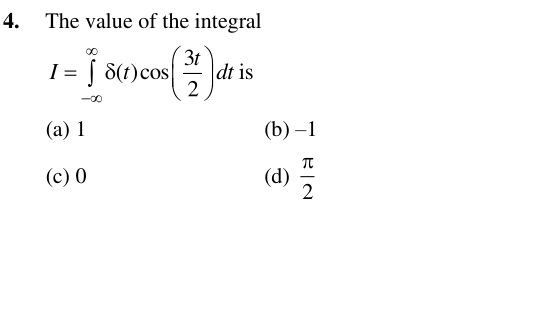 4. The value of the integral
I = ∫_{–∞}^{∞} δ(t) cos(3t/2) dt is
(a) 1 (b) –1
(c) 0 (d) π/2